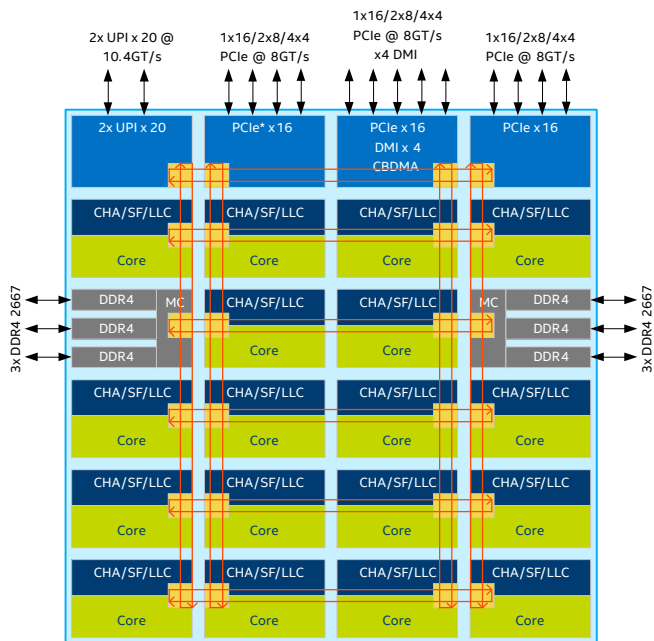 2x UPI x 20 @
10.4GT/s
1x16/2x8/4x4
PCIe @ 8GT/s
1x16/2x8/4x4
PCIe @ 8GT/s
x4 DMI
1x16/2x8/4x4
PCIe @ 8GT/s
2x UPI x 20
PCIe* x 16
PCIe x 16
DMI x 4
CBDMA
PCIe x 16
CHA/SF/LLC
CHA/SF/LLC
CHA/SF/LLC
CHA/SF/LLC
Core
Core
Core
Core
3x DDR4 2667
DDR4
DDR4
DDR4
MC
CHA/SF/LLC
Core
CHA/SF/LLC
Core
MC
DDR4
DDR4
DDR4
3x DDR4 2667
CHA/SF/LLC
CHA/SF/LLC
CHA/SF/LLC
CHA/SF/LLC
Core
Core
Core
Core
CHA/SF/LLC
CHA/SF/LLC
CHA/SF/LLC
CHA/SF/LLC
Core
Core
Core
Core
CHA/SF/LLC
CHA/SF/LLC
CHA/SF/LLC
CHA/SF/LLC
Core
Core
Core
Core